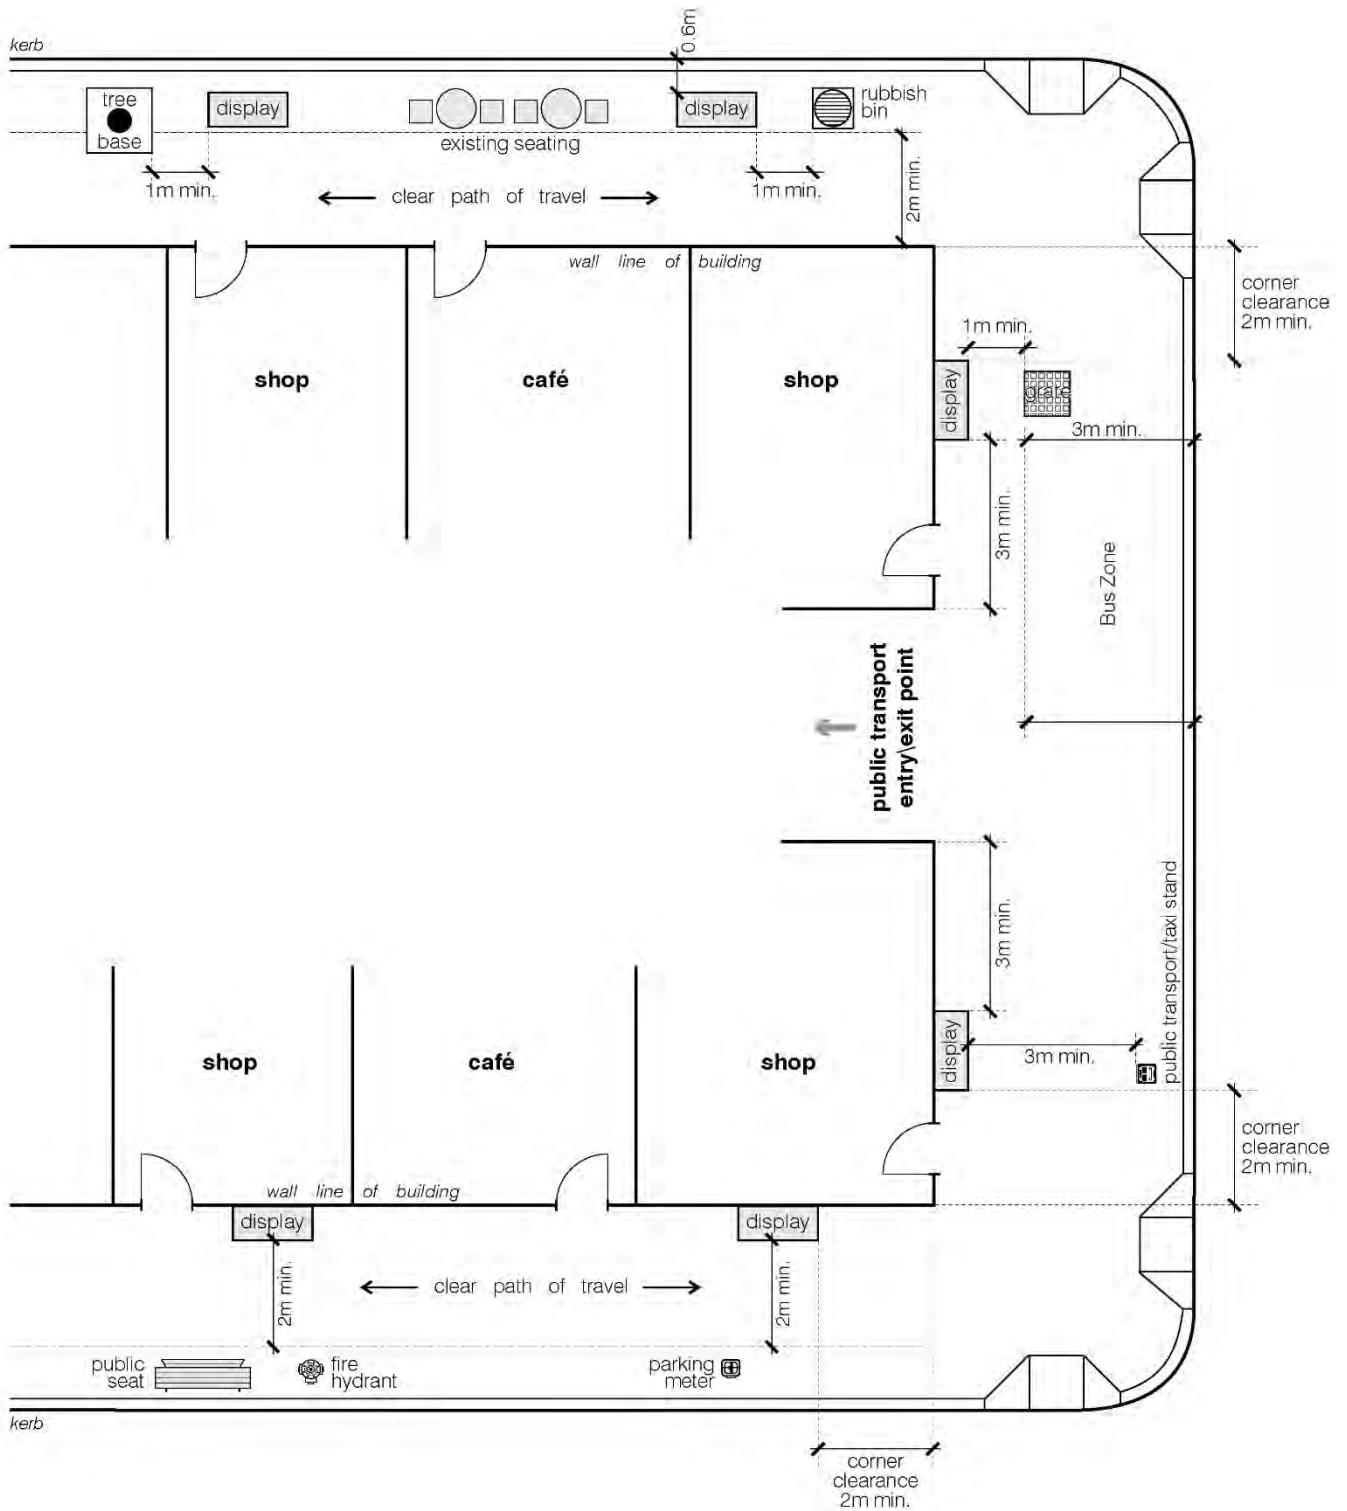 kerb
0.6m
tree
base
display
existing seating
display
rubbish
bin
1m min.
clear path of travel
1m min.
2m min.
wall line of building
corner
clearance
2m min.
shop
café
shop
1m min.
display
3m min.
3m min.
Bus Zone
public transport
entry\exit point
3m min.
public transport/taxi stand
display
3m min.
shop
café
shop
corner
clearance
2m min.
wall line of building
display
display
2m min.
clear path of travel
2m min.
public
seat
fire
hydrant
parking
meter
kerb
corner
clearance
2m min.